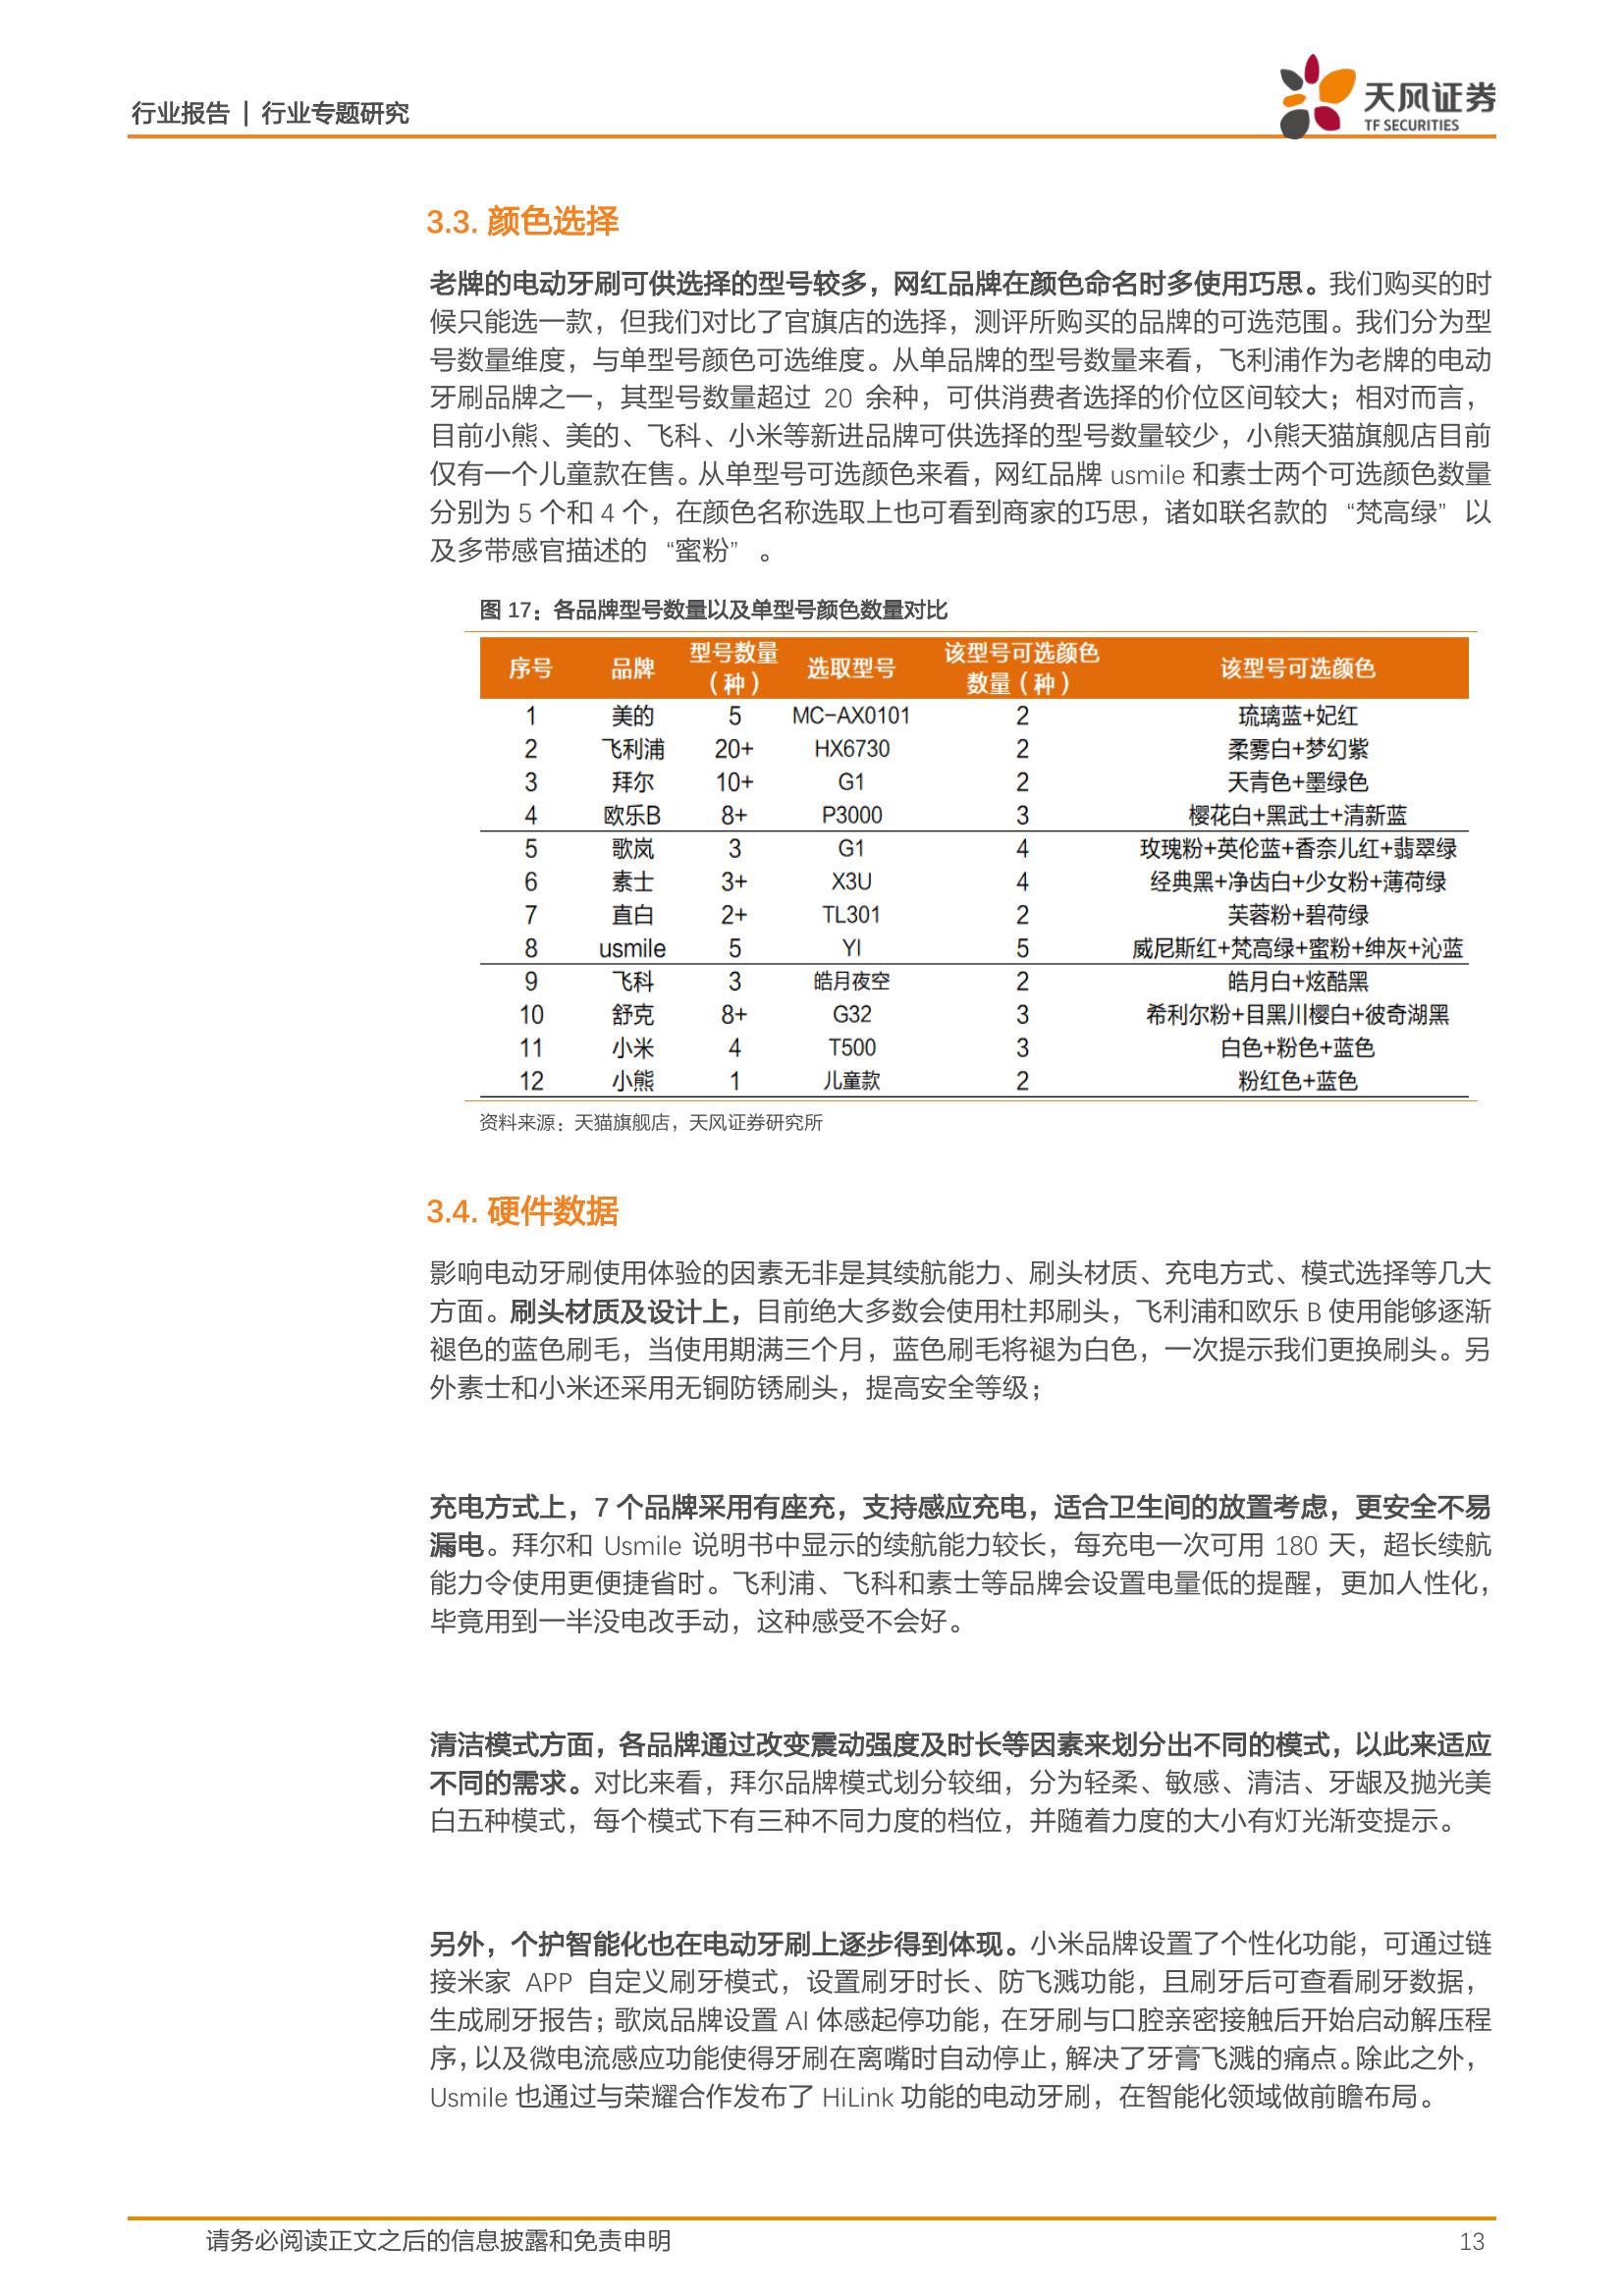 行业报告 | 行业专题研究
天风证券
TF SECURITIES
3.3. 颜色选择
老牌的电动牙刷可供选择的型号较多，网红品牌在颜色命名时多使用巧思。我们购买的时
候只能选一款，但我们对比了官旗店的选择，测评所购买的品牌的可选范围。我们分为型
号数量维度，与单型号颜色可选维度。从单品牌的型号数量来看，飞利浦作为老牌的电动
牙刷品牌之一，其型号数量超过 20 余种，可供消费者选择的价位区间较大；相对而言，
目前小熊、美的、飞科、小米等新进品牌可供选择的型号数量较少，小熊天猫旗舰店目前
仅有一个儿童款在售。从单型号可选颜色来看，网红品牌 usmile 和素士两个可选颜色数量
分别为 5 个和 4 个，在颜色名称选取上也可看到商家的巧思，诸如联名款的 “梵高绿” 以
及多带感官描述的 “蜜粉” 。
图 17：各品牌型号数量以及单型号颜色数量对比
序号 品牌 型号数量（种） 选取型号 该型号可选颜色数量（种） 该型号可选颜色
1 美的 5 MC-AX0101 2 琉璃蓝+妃红
2 飞利浦 20+ HX6730 2 柔雾白+梦幻紫
3 拜尔 10+ G1 2 天青色+墨绿色
4 欧乐B 8+ P3000 3 樱花白+黑武士+清新蓝
5 歌岚 3 G1 4 玫瑰粉+英伦蓝+香奈儿红+翡翠绿
6 素士 3+ X3U 4 经典黑+净齿白+少女粉+薄荷绿
7 直白 2+ TL301 2 芙蓉粉+碧荷绿
8 usmile 5 YI 5 威尼斯红+梵高绿+蜜粉+绅灰+沁蓝
9 飞科 3 皓月夜空 2 皓月白+炫酷黑
10 舒克 8+ G32 3 希利尔粉+目黑川樱白+彼奇湖黑
11 小米 4 T500 3 白色+粉色+蓝色
12 小熊 1 儿童款 2 粉红色+蓝色
资料来源：天猫旗舰店，天风证券研究所
3.4. 硬件数据
影响电动牙刷使用体验的因素无非是其续航能力、刷头材质、充电方式、模式选择等几大
方面。刷头材质及设计上，目前绝大多数会使用杜邦刷头，飞利浦和欧乐 B 使用能够逐渐
褪色的蓝色刷毛，当使用期满三个月，蓝色刷毛将褪为白色，一次提示我们更换刷头。另
外素士和小米还采用无铜防锈刷头，提高安全等级；
充电方式上，7 个品牌采用有座充，支持感应充电，适合卫生间的放置考虑，更安全不易
漏电。拜尔和 Usmile 说明书中显示的续航能力较长，每充电一次可用 180 天，超长续航
能力令使用更便捷省时。飞利浦、飞科和素士等品牌会设置电量低的提醒，更加人性化，
毕竟用到一半没电改手动，这种感受不会好。
清洁模式方面，各品牌通过改变震动强度及时长等因素来划分出不同的模式，以此来适应
不同的需求。对比来看，拜尔品牌模式划分较细，分为轻柔、敏感、清洁、牙龈及抛光美
白五种模式，每个模式下有三种不同力度的档位，并随着力度的大小有灯光渐变提示。
另外，个护智能化也在电动牙刷上逐步得到体现。小米品牌设置了个性化功能，可通过链
接米家 APP 自定义刷牙模式，设置刷牙时长、防飞溅功能，且刷牙后可查看刷牙数据，
生成刷牙报告；歌岚品牌设置 AI 体感起停功能，在牙刷与口腔亲密接触后开始启动解压程
序，以及微电流感应功能使得牙刷在离嘴时自动停止，解决了牙膏飞溅的痛点。除此之外，
Usmile 也通过与荣耀合作发布了 HiLink 功能的电动牙刷，在智能化领域做前瞻布局。
请务必阅读正文之后的信息披露和免责申明
13